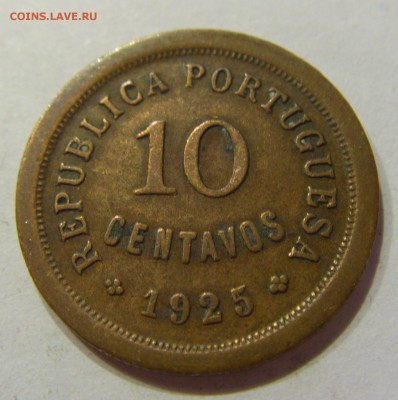 COINS.LAVE.RU
REPUBLICA PORTUGUESA
10
CENTAVOS
1925